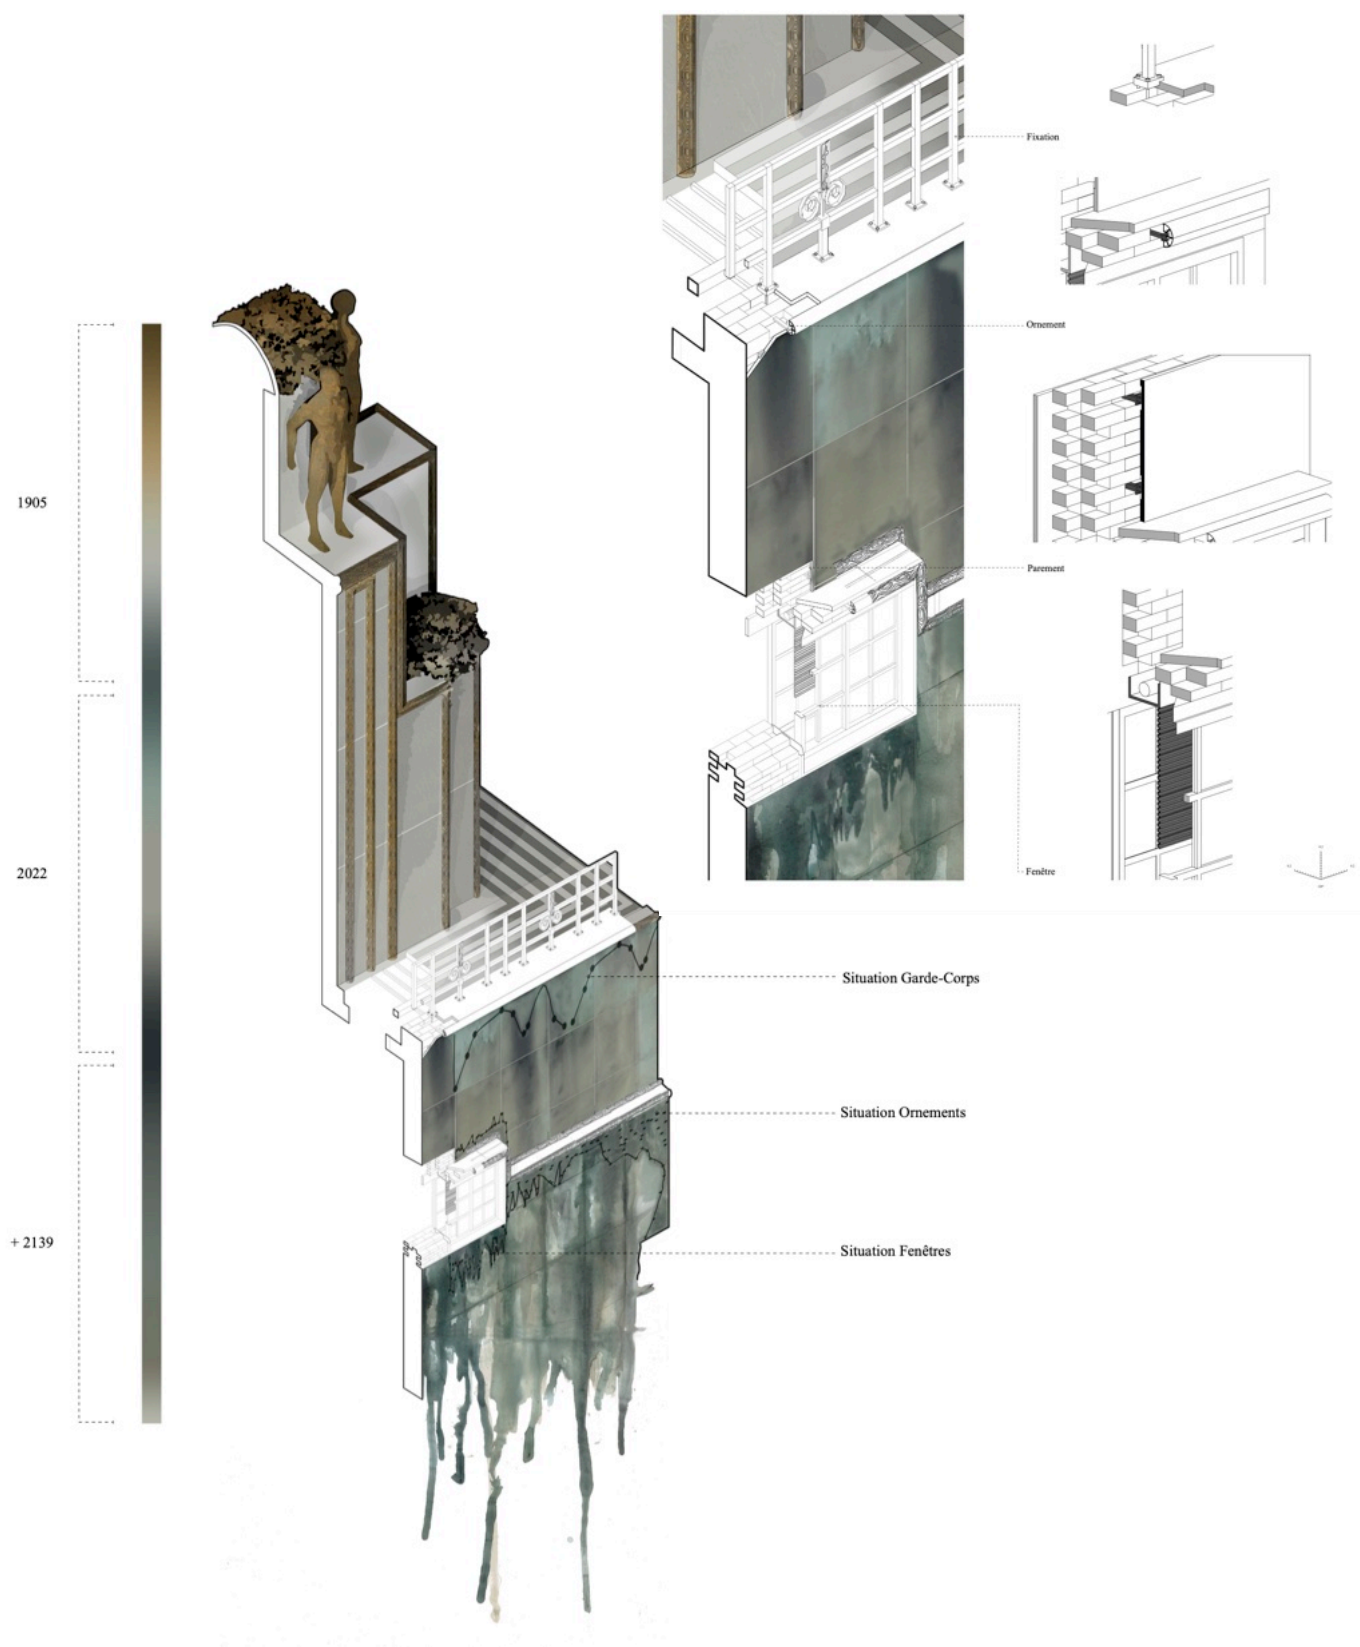 Fixation
Ornement
1905
Parement
2022
Fenêtre
Situation Garde-Corps
Situation Ornements
+ 2139
Situation Fenêtres